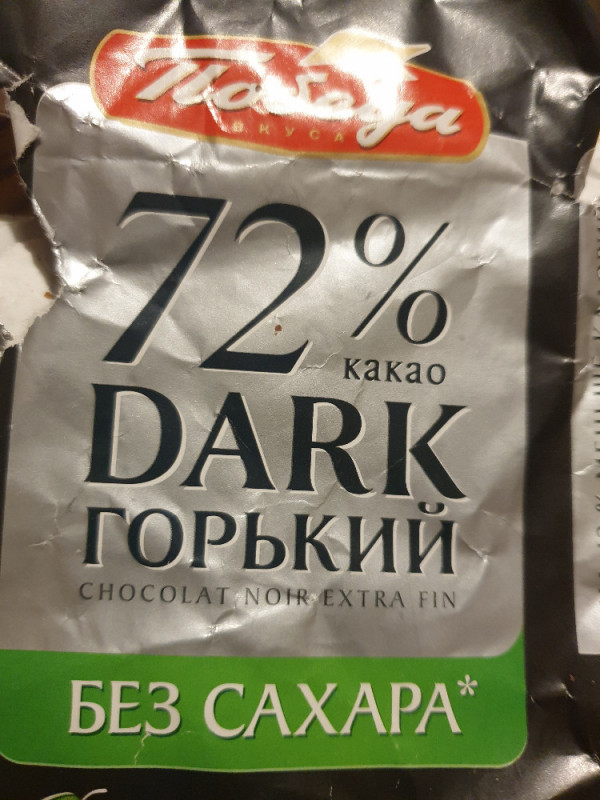 Победа
ВКУСА
72%
какао
DARK
ГОРЬКИЙ
CHOCOLAT NOIR EXTRA FIN
БЕЗ САХАРА*